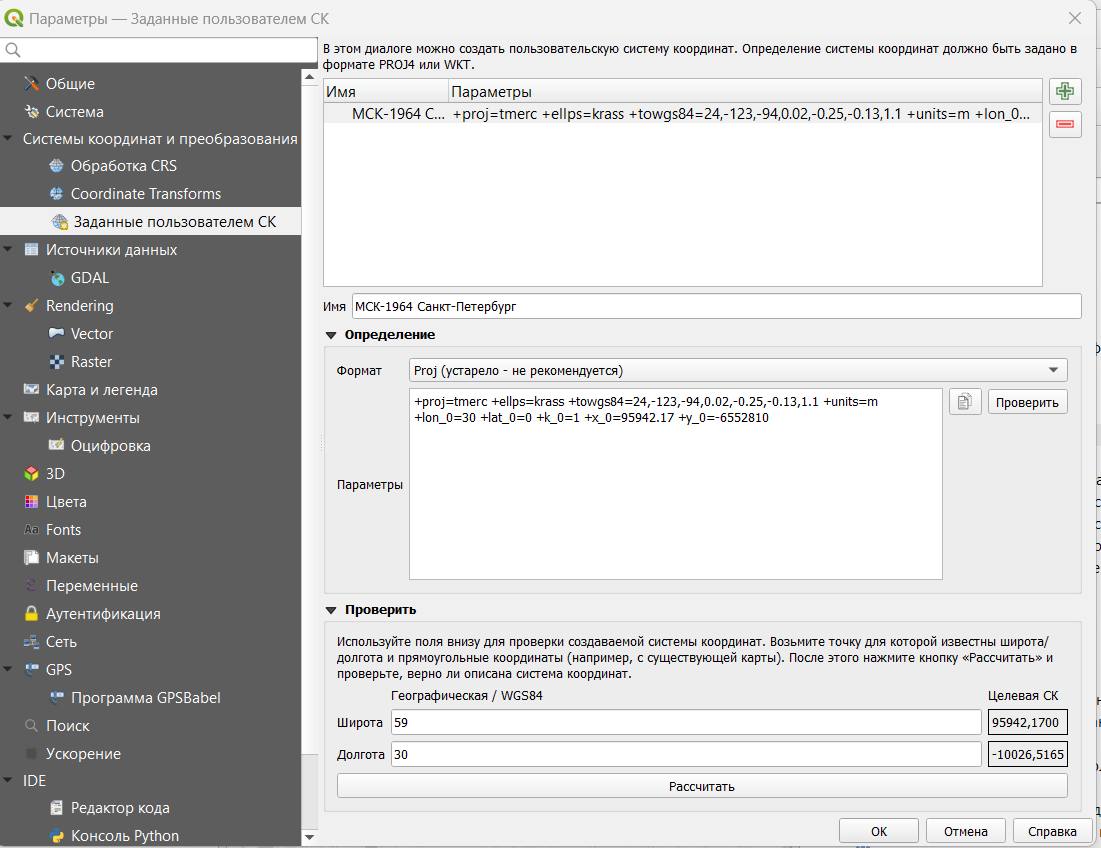 Параметры — Заданные пользователем СК
Общие
Система
Системы координат и преобразования
Обработка CRS
Coordinate Transforms
Заданные пользователем СК
Источники данных
GDAL
Rendering
Vector
Raster
Карта и легенда
Инструменты
Оцифровка
3D
Цвета
Fonts
Макеты
Переменные
Аутентификация
Сеть
GPS
Программа GPSBabel
Поиск
Ускорение
IDE
Редактор кода
Консоль Python
В этом диалоге можно создать пользовательскую систему координат. Определение системы координат должно быть задано в
формате PROJ4 или WKT.
Имя Параметры
МСК-1964 С... +proj=tmerc +ellps=krass +towgs84=24,-123,-94,0.02,-0.25,-0.13,1.1 +units=m +lon_0...
Имя МСК-1964 Санкт-Петербург
Определение
Формат Proj (устарело - не рекомендуется)
+proj=tmerc +ellps=krass +towgs84=24,-123,-94,0.02,-0.25,-0.13,1.1 +units=m
+lon_0=30 +lat_0=0 +k_0=1 +x_0=95942.17 +y_0=-6552810
Проверить
Параметры
Проверить
Используйте поля внизу для проверки создаваемой системы координат. Возьмите точку для которой известны широта/
долгота и прямоугольные координаты (например, с существующей карты). После этого нажмите кнопку «Рассчитать» и
проверьте, верно ли описана система координат.
Географическая / WGS84 Целевая СК
Широта 59 95942,1700
Долгота 30 -10026,5165
Рассчитать
ОК Отмена Справка